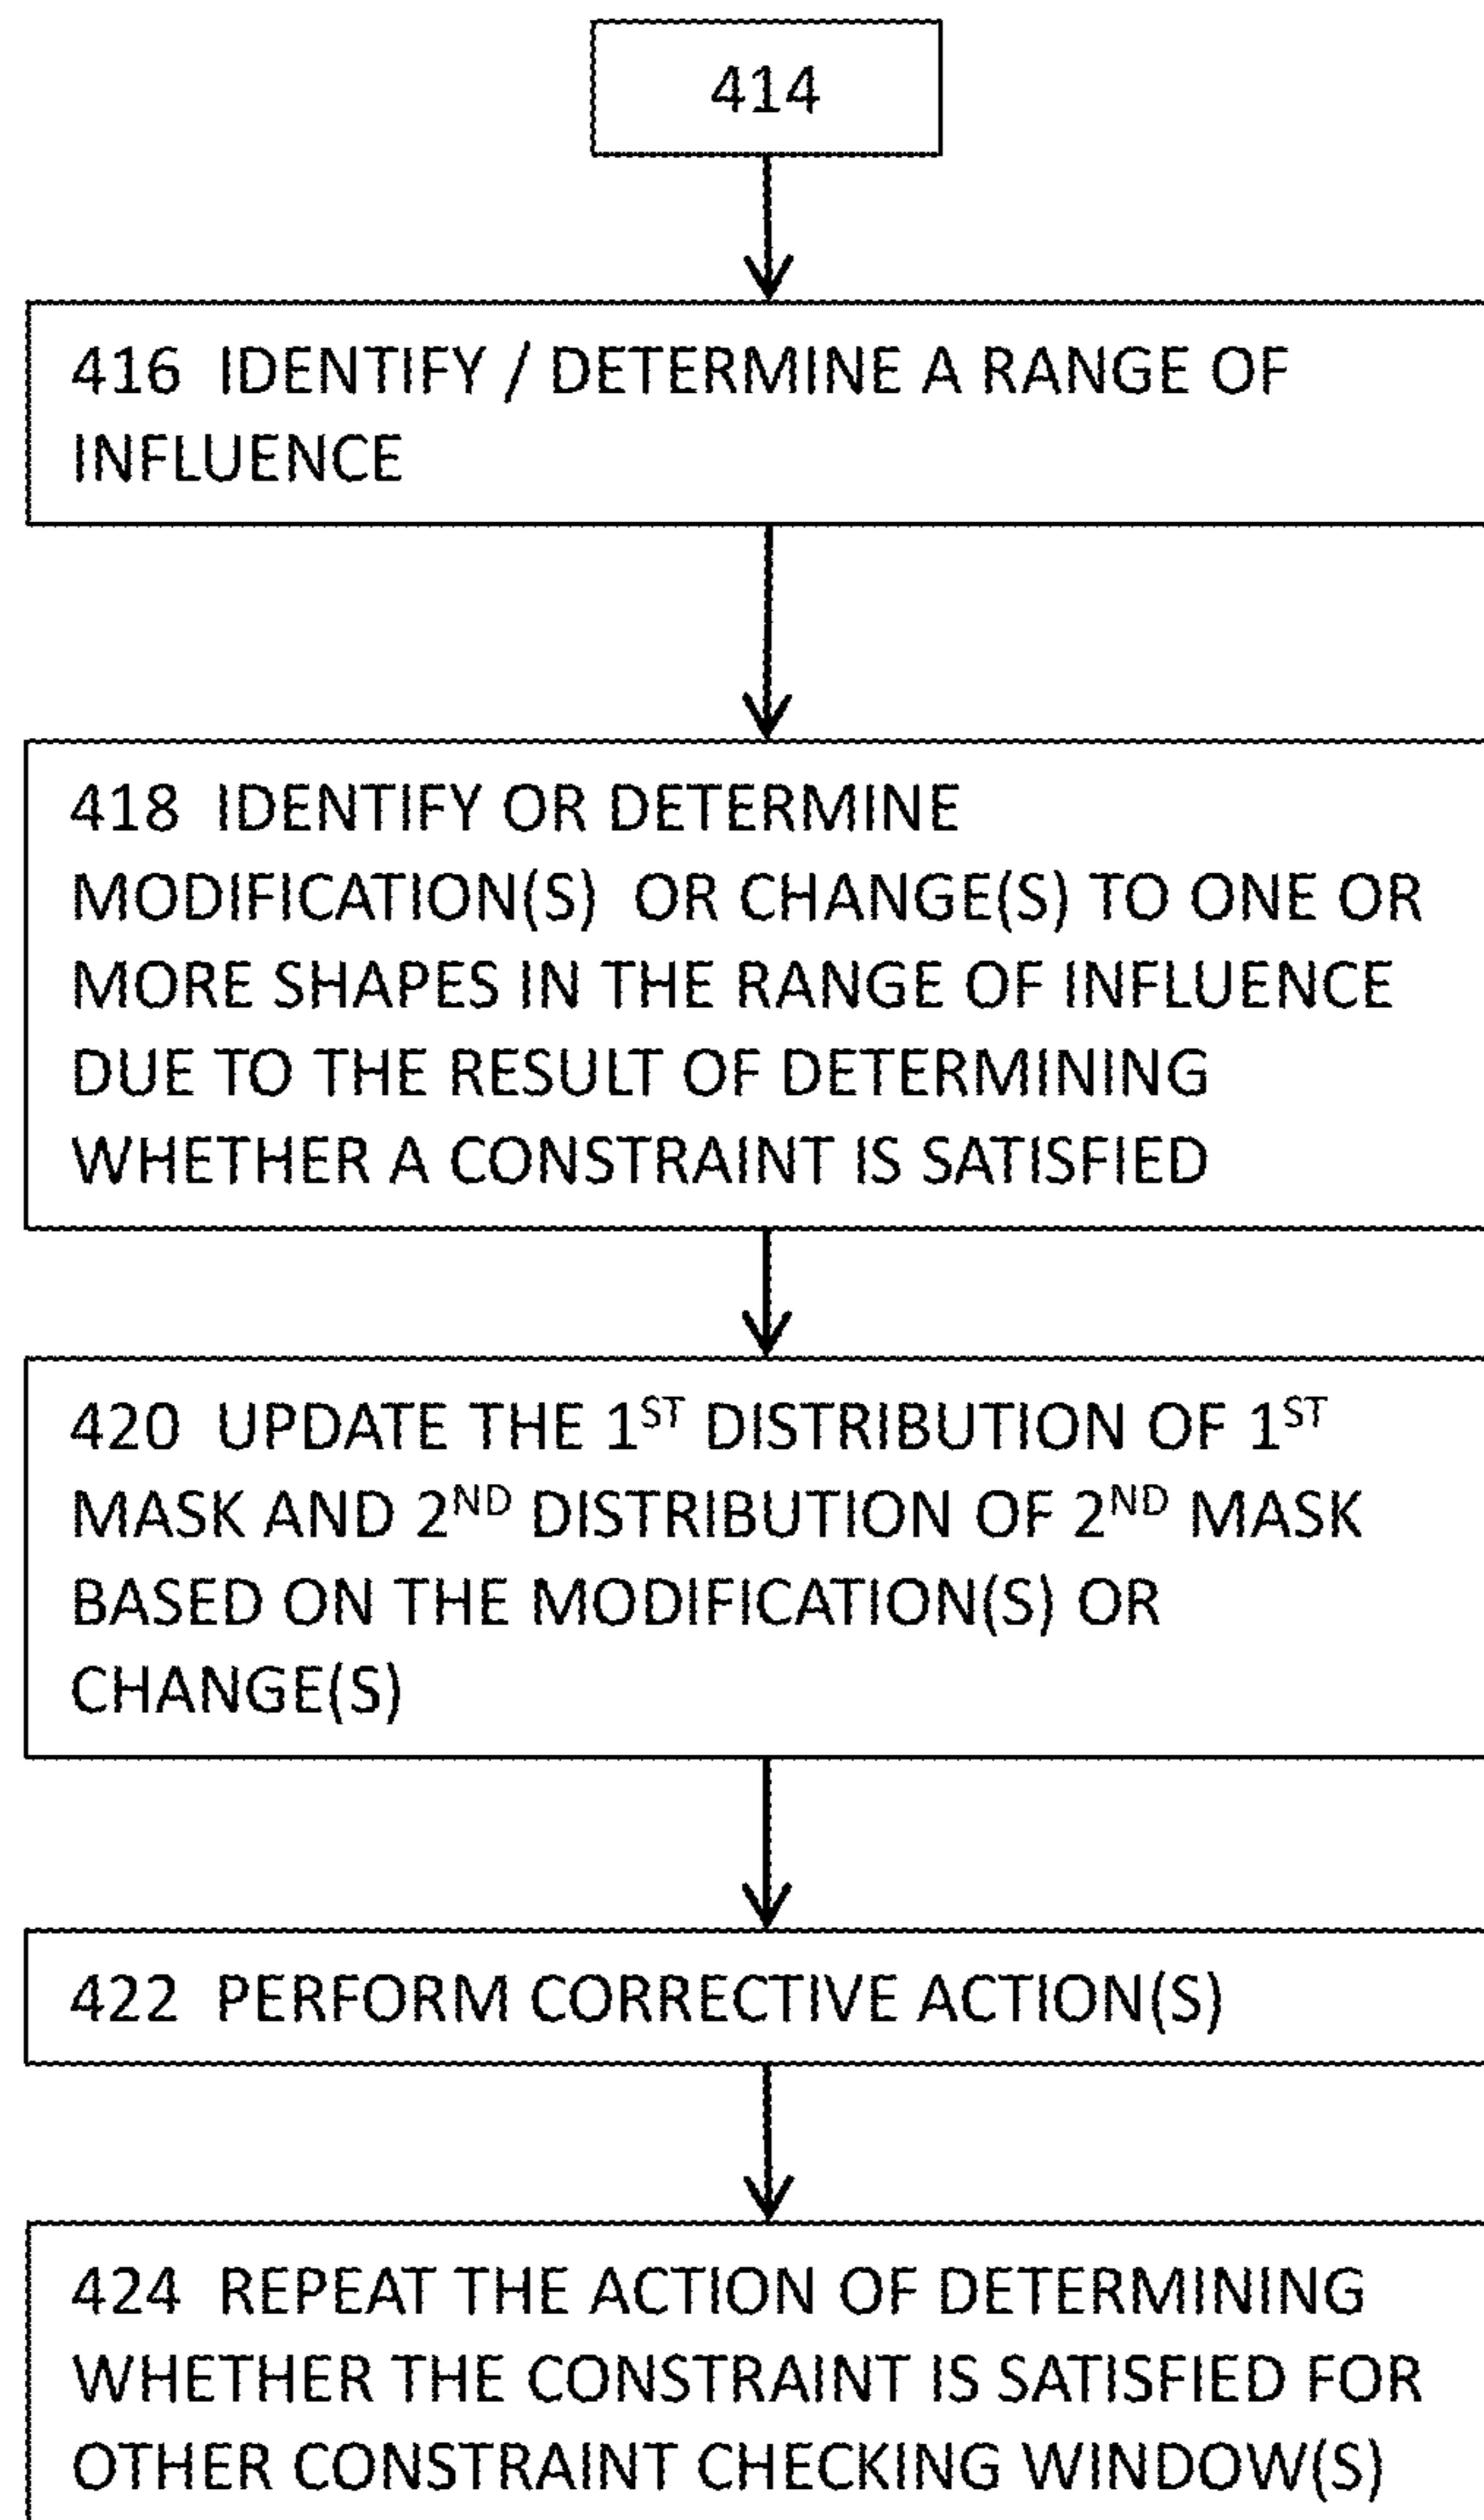 414
416 IDENTIFY / DETERMINE A RANGE OF
INFLUENCE
418 IDENTIFY OR DETERMINE
MODIFICATION(S) OR CHANGE(S) TO ONE OR
MORE SHAPES IN THE RANGE OF INFLUENCE
DUE TO THE RESULT OF DETERMINING
WHETHER A CONSTRAINT IS SATISFIED
420 UPDATE THE 1ST DISTRIBUTION OF 1ST
MASK AND 2ND DISTRIBUTION OF 2ND MASK
BASED ON THE MODIFICATION(S) OR
CHANGE(S)
422 PERFORM CORRECTIVE ACTION(S)
424 REPEAT THE ACTION OF DETERMINING
WHETHER THE CONSTRAINT IS SATISFIED FOR
OTHER CONSTRAINT CHECKING WINDOW(S)